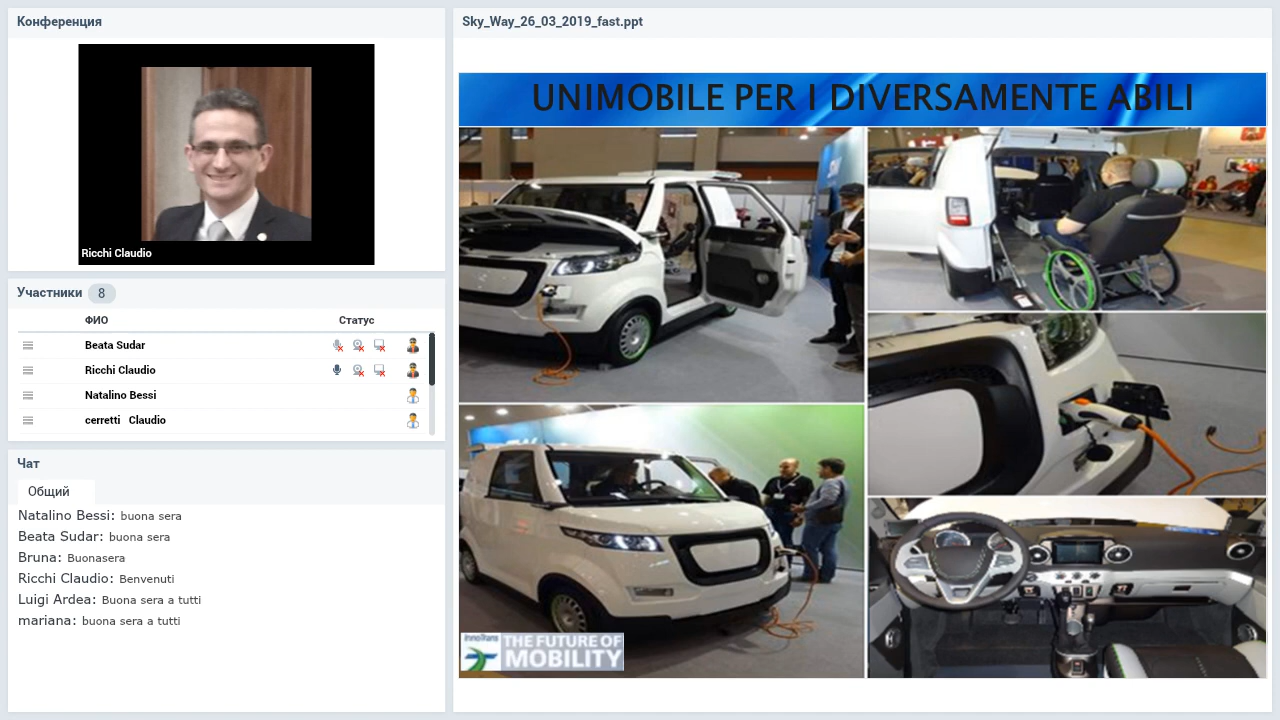 Конференция
Ricchi Claudio
Участники 8
ФИО Статус
Beata Sudar
Ricchi Claudio
Natalino Bessi
cerretti Claudio
Чат
Общий
Natalino Bessi: buona sera
Beata Sudar: buona sera
Bruna: Buonasera
Ricchi Claudio: Benvenuti
Luigi Ardea: Buona sera a tutti
mariana: buona sera a tutti
Sky_Way_26_03_2019_fast.ppt
UNIMOBILE PER I DIVERSAMENTE ABILI
InnoTrans
THE FUTURE OF
MOBILITY